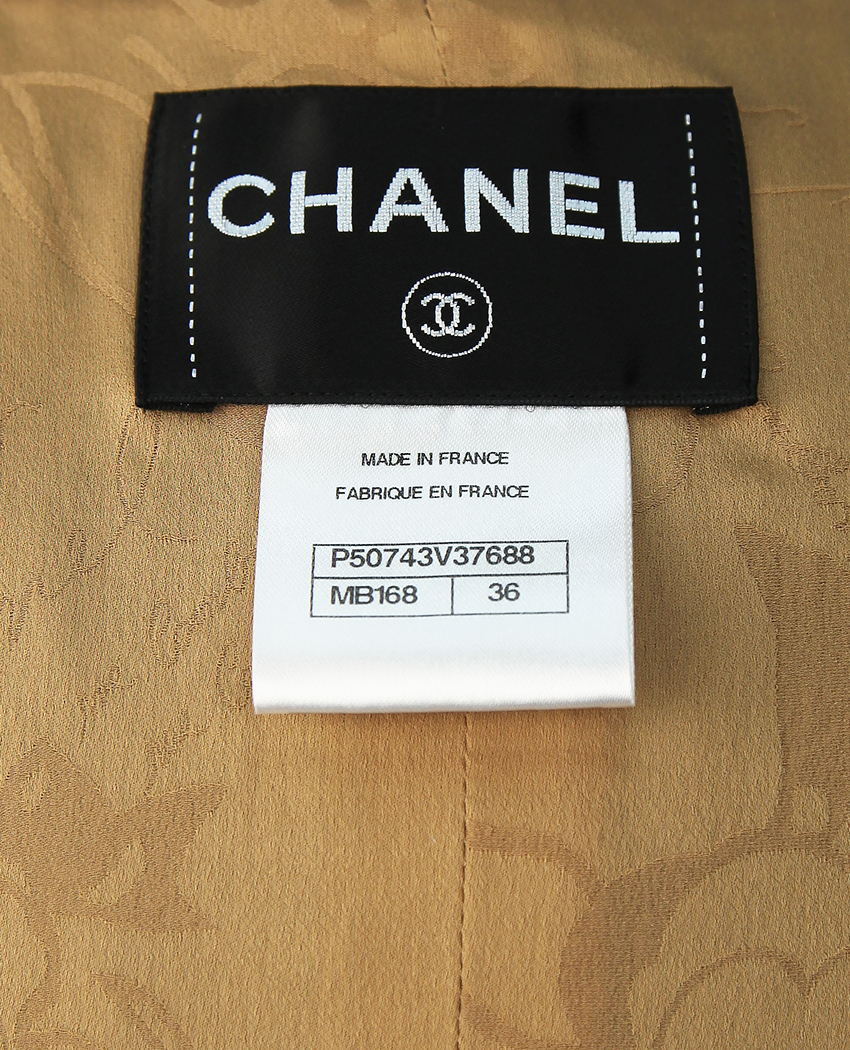 CHANEL
MADE IN FRANCE
FABRIQUE EN FRANCE
P50743V37688
MB168 36